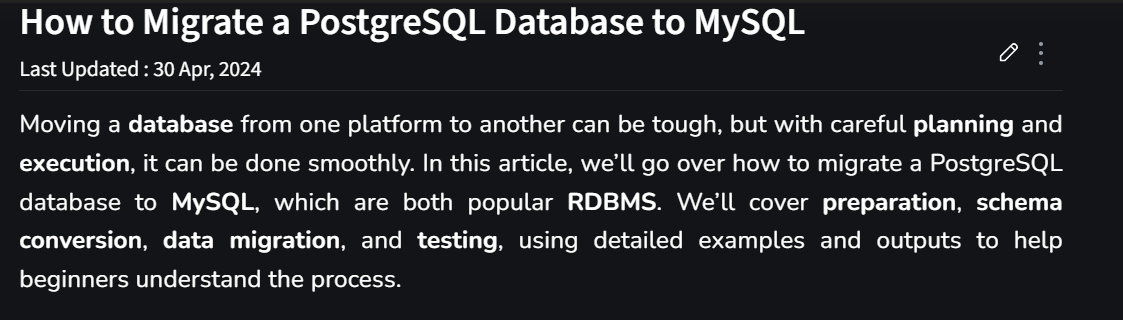 How to Migrate a PostgreSQL Database to MySQL
Last Updated : 30 Apr, 2024
Moving a database from one platform to another can be tough, but with careful planning and
execution, it can be done smoothly. In this article, we’ll go over how to migrate a PostgreSQL
database to MySQL, which are both popular RDBMS. We’ll cover preparation, schema
conversion, data migration, and testing, using detailed examples and outputs to help
beginners understand the process.